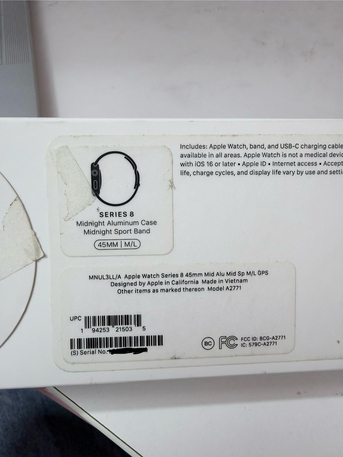 Includes: Apple Watch, band, and USB-C charging cable
available in all areas. Apple Watch is not a medical devic
with iOS 16 or later • Apple ID • Internet access • Accept
life, charge cycles, and display life vary by use and setti
SERIES 8
Midnight Aluminum Case
Midnight Sport Band
45MM | M/L
MNUL3LL/A Apple Watch Series 8 45mm Mid Alu Mid Sp M/L GPS
Designed by Apple in California Made in Vietnam
Other items as marked thereon Model A2771
UPC
1 94253 21503 5
(S) Serial No.
BC FC FCC ID: BCG-A2771
IC: 579C-A2771